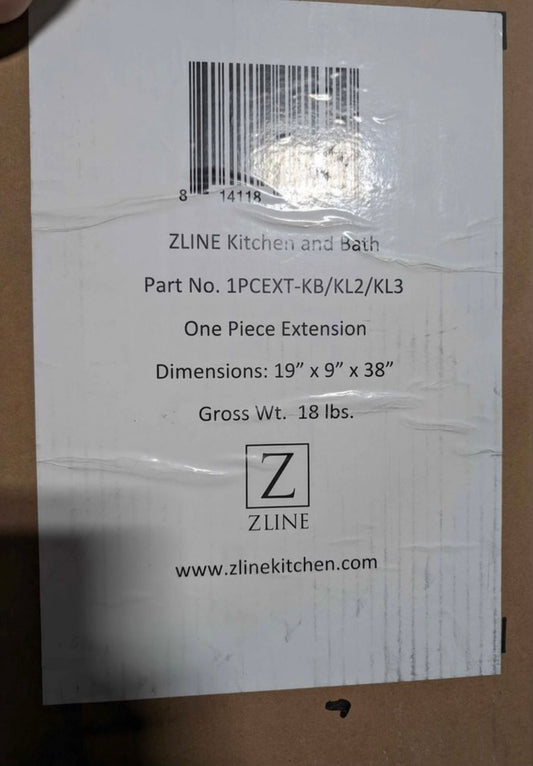 8 14118
ZLINE Kitchen and Bath
Part No. 1PCEXT-KB/KL2/KL3
One Piece Extension
Dimensions: 19” x 9” x 38”
Gross Wt. 18 lbs.
Z
ZLINE
www.zlinekitchen.com